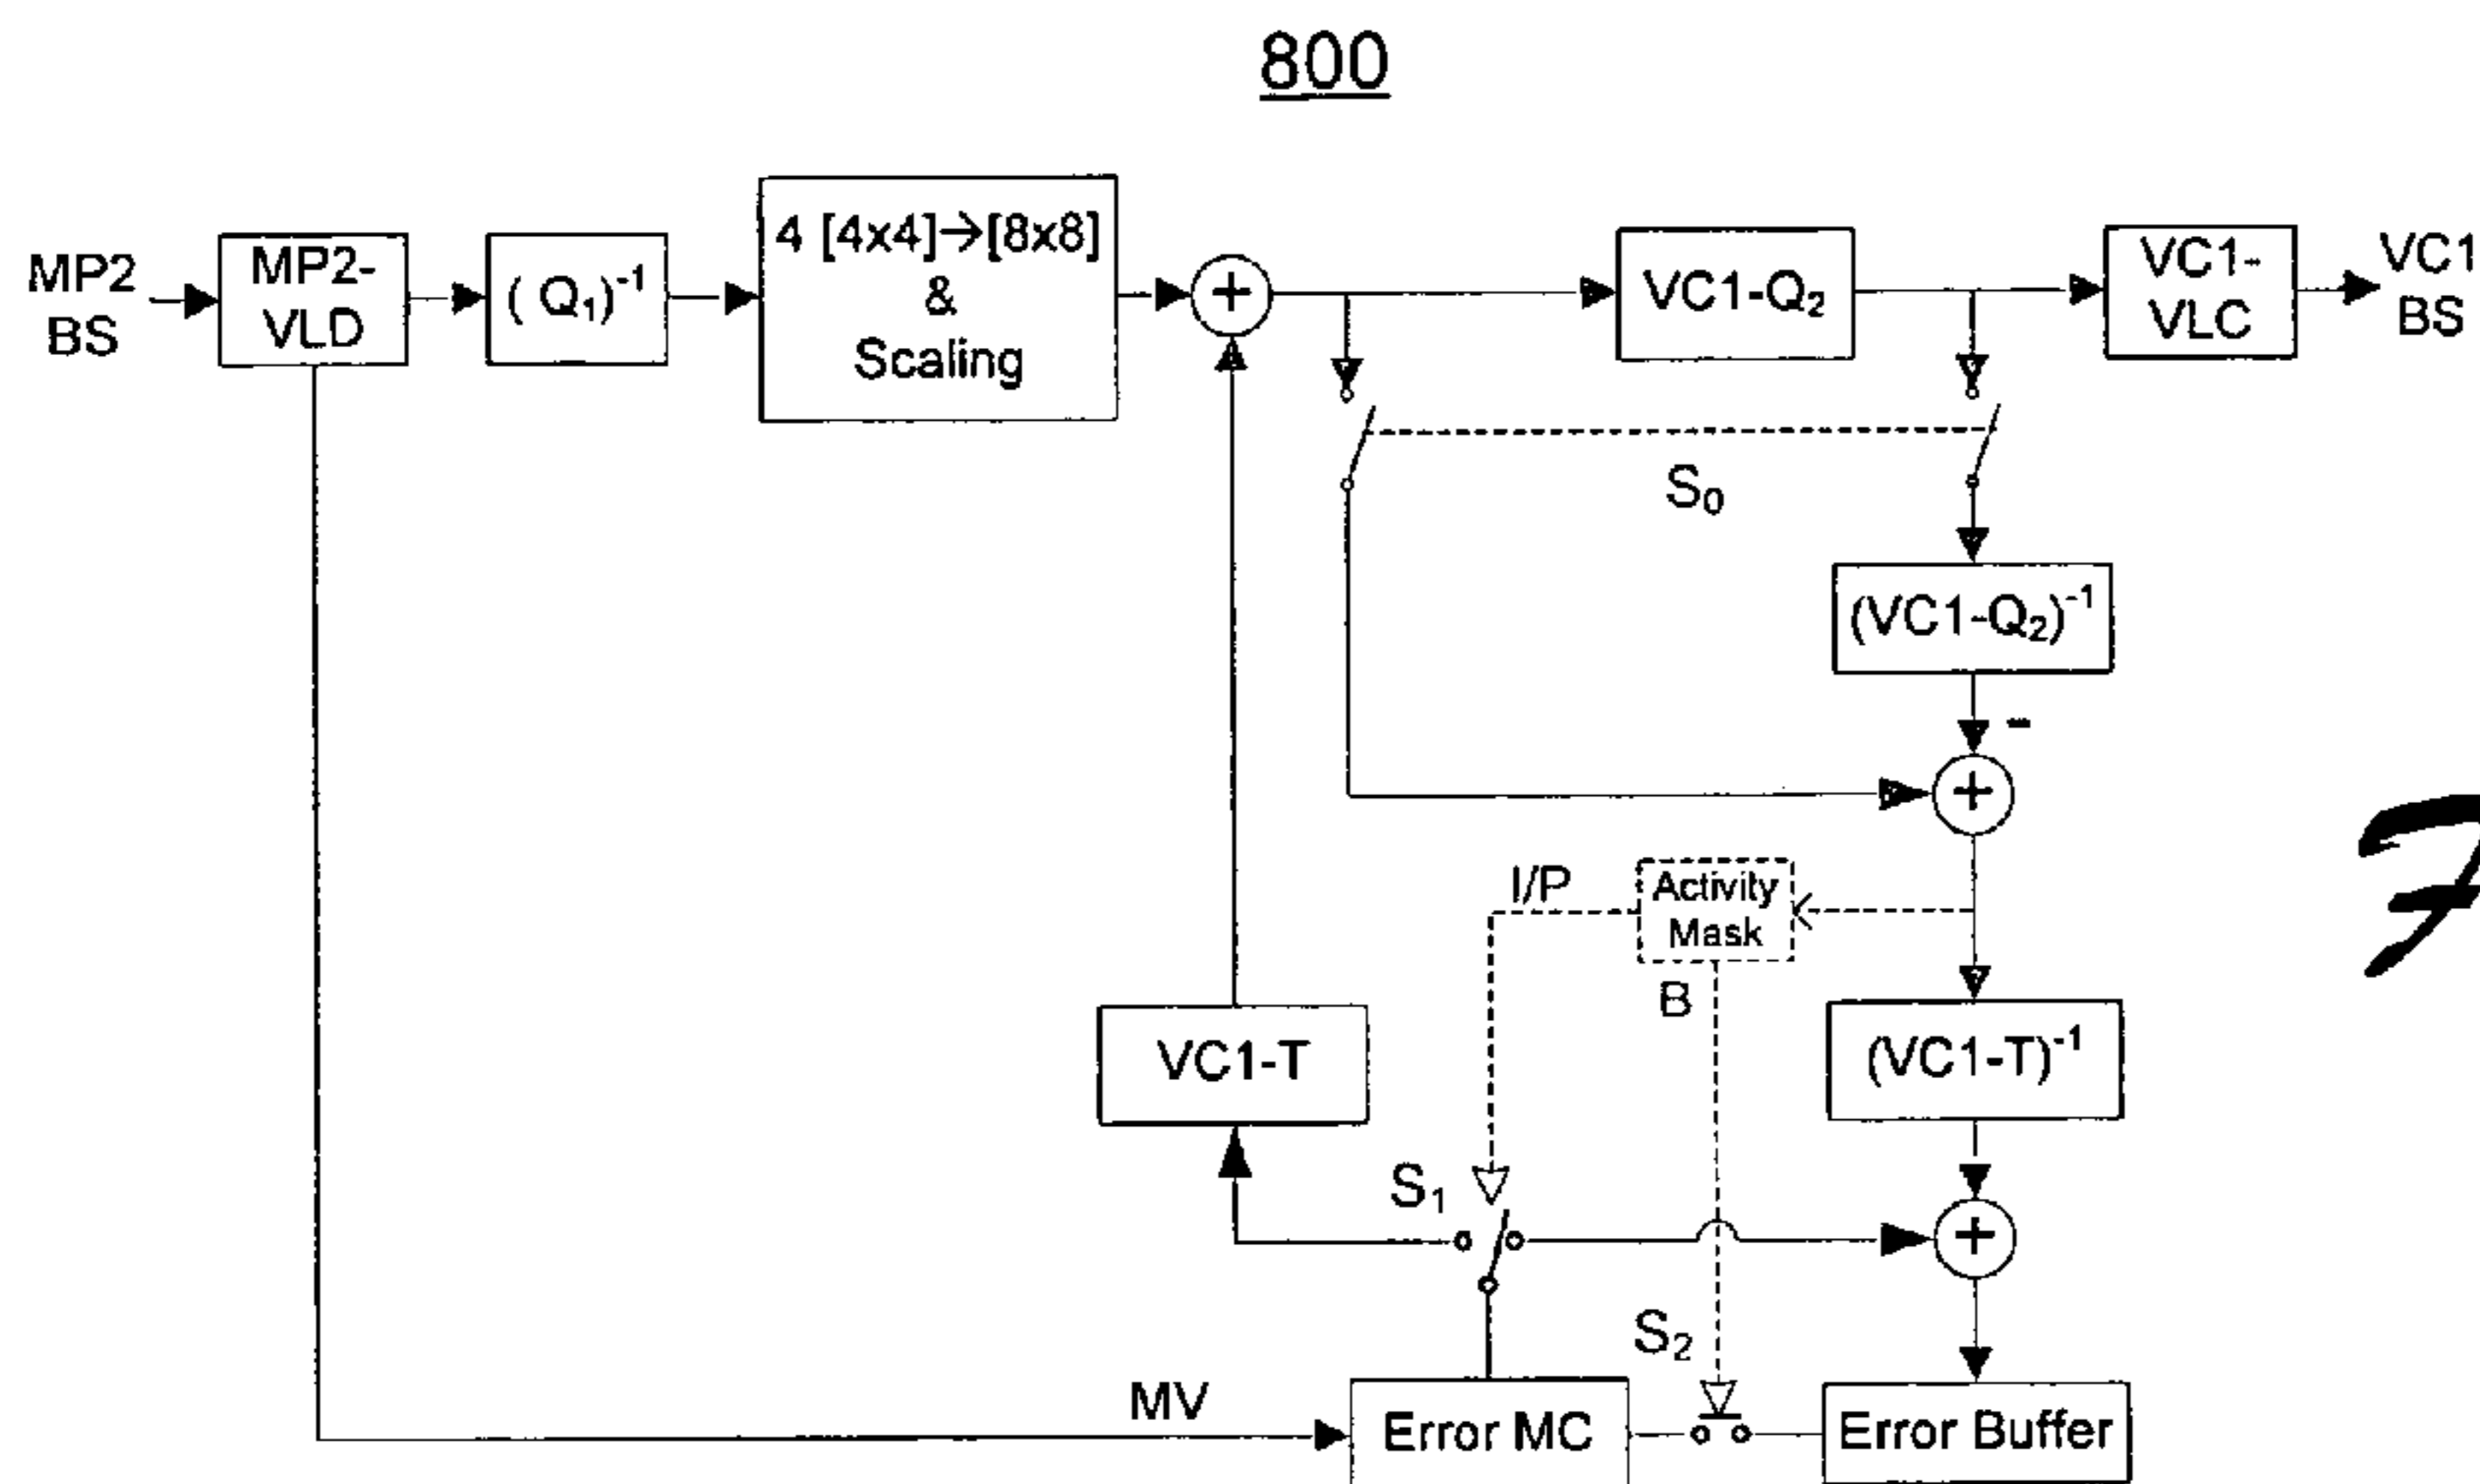 800
MP2
BS
MP2-
VLD
( Q₁)⁻¹
4 [4x4]→[8x8]
&
Scaling
+
VC1-Q₂
VC1-
VLC
VC1
BS
S₀
(VC1-Q₂)⁻¹
-
+
I/P
Activity
Mask
B
VC1-T
(VC1-T)⁻¹
S₁
+
S₂
MV
Error MC
Error Buffer